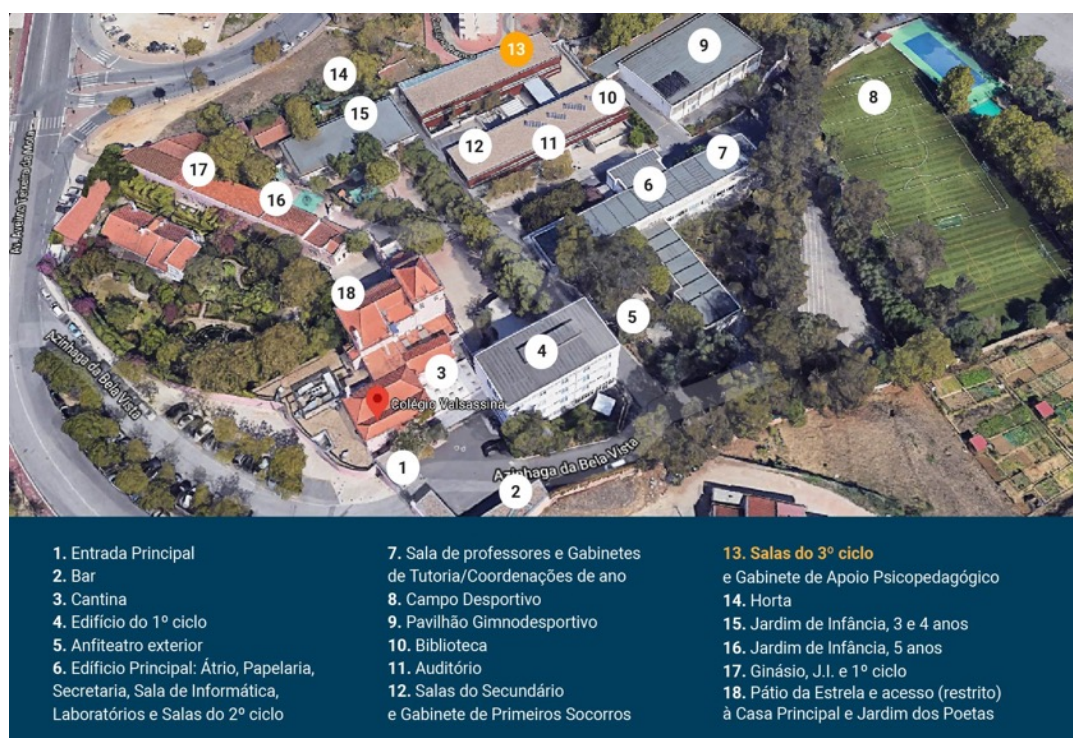 13
9
14
8
10
15
12
11
7
17
6
16
18
5
4
3
Colégio Valsassina
Azinhaga da Bela Vista
1
Azinhaga da Bela Vista
2
1. Entrada Principal
2. Bar
3. Cantina
4. Edifício do 1º ciclo
5. Anfiteatro exterior
6. Edíficio Principal: Átrio, Papelaria,
Secretaria, Sala de Informática,
Laboratórios e Salas do 2º ciclo
7. Sala de professores e Gabinetes
de Tutoria/Coordenações de ano
8. Campo Desportivo
9. Pavilhão Gimnodesportivo
10. Biblioteca
11. Auditório
12. Salas do Secundário
e Gabinete de Primeiros Socorros
13. Salas do 3º ciclo
e Gabinete de Apoio Psicopedagógico
14. Horta
15. Jardim de Infância, 3 e 4 anos
16. Jardim de Infância, 5 anos
17. Ginásio, J.I. e 1º ciclo
18. Pátio da Estrela e acesso (restrito)
à Casa Principal e Jardim dos Poetas